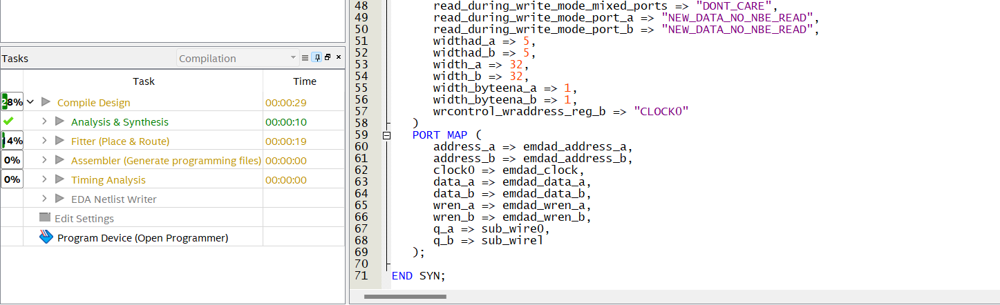 Tasks
Compilation
Task Time
28% Compile Design 00:00:29
Analysis & Synthesis 00:00:10
14% Fitter (Place & Route) 00:00:19
0% Assembler (Generate programming files) 00:00:00
0% Timing Analysis 00:00:00
EDA Netlist Writer
Edit Settings
Program Device (Open Programmer)
48 read_during_write_mode_mixed_ports => "DONT_CARE",
49 read_during_write_mode_port_a => "NEW_DATA_NO_NBE_READ",
50 read_during_write_mode_port_b => "NEW_DATA_NO_NBE_READ",
51 widthad_a => 5,
52 widthad_b => 5,
53 width_a => 32,
54 width_b => 32,
55 width_byteena_a => 1,
56 width_byteena_b => 1,
57 wrcontrol_wraddress_reg_b => "CLOCK0"
58 )
59 PORT MAP (
60 address_a => emdad_address_a,
61 address_b => emdad_address_b,
62 clock0 => emdad_clock,
63 data_a => emdad_data_a,
64 data_b => emdad_data_b,
65 wren_a => emdad_wren_a,
66 wren_b => emdad_wren_b,
67 q_a => sub_wire0,
68 q_b => sub_wire1
69 );
70
71 END SYN;